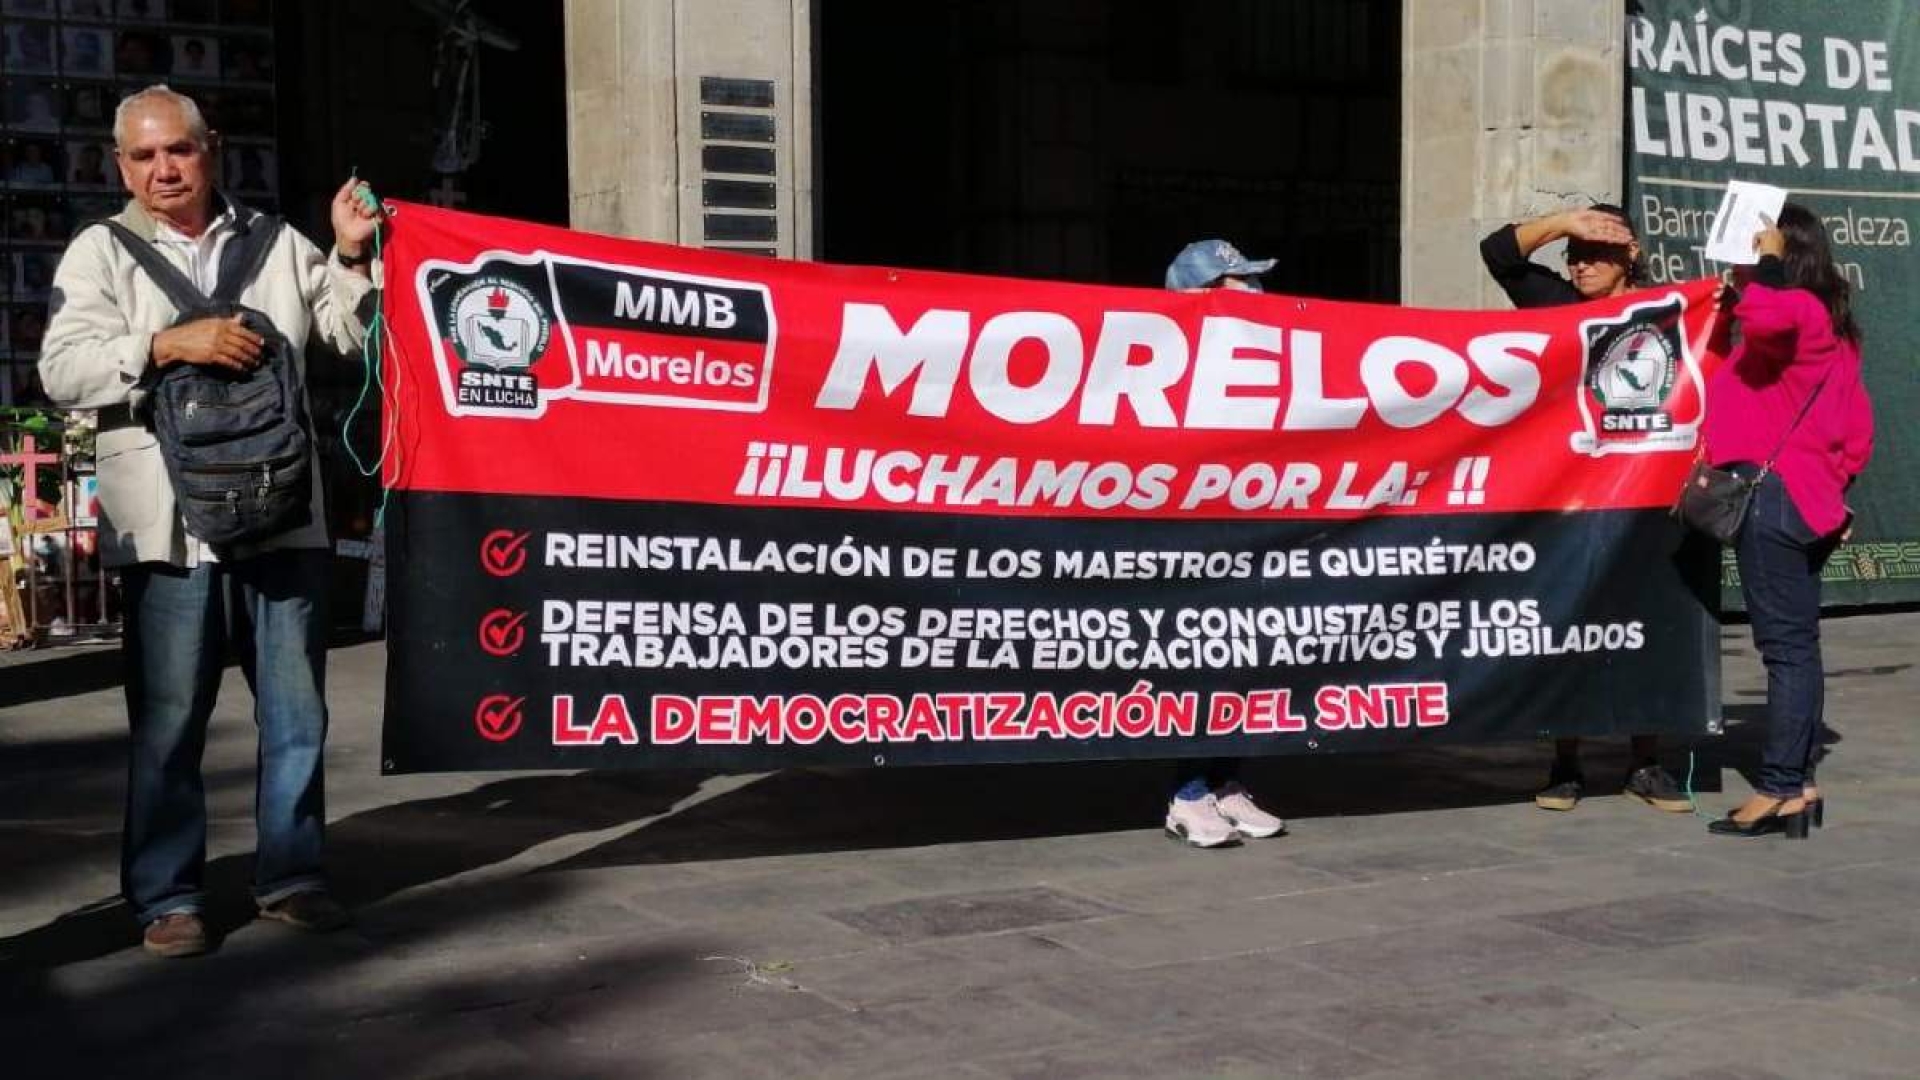 MMB
Morelos
SNTE
EN LUCHA
MORELOS
¡¡LUCHAMOS POR LA: !!
SNTE
REINSTALACIÓN DE LOS MAESTROS DE QUERÉTARO
DEFENSA DE LOS DERECHOS Y CONQUISTAS DE LOS
TRABAJADORES DE LA EDUCACIÓN ACTIVOS Y JUBILADOS
LA DEMOCRATIZACIÓN DEL SNTE
RAÍCES DE
LIBERTAD
de